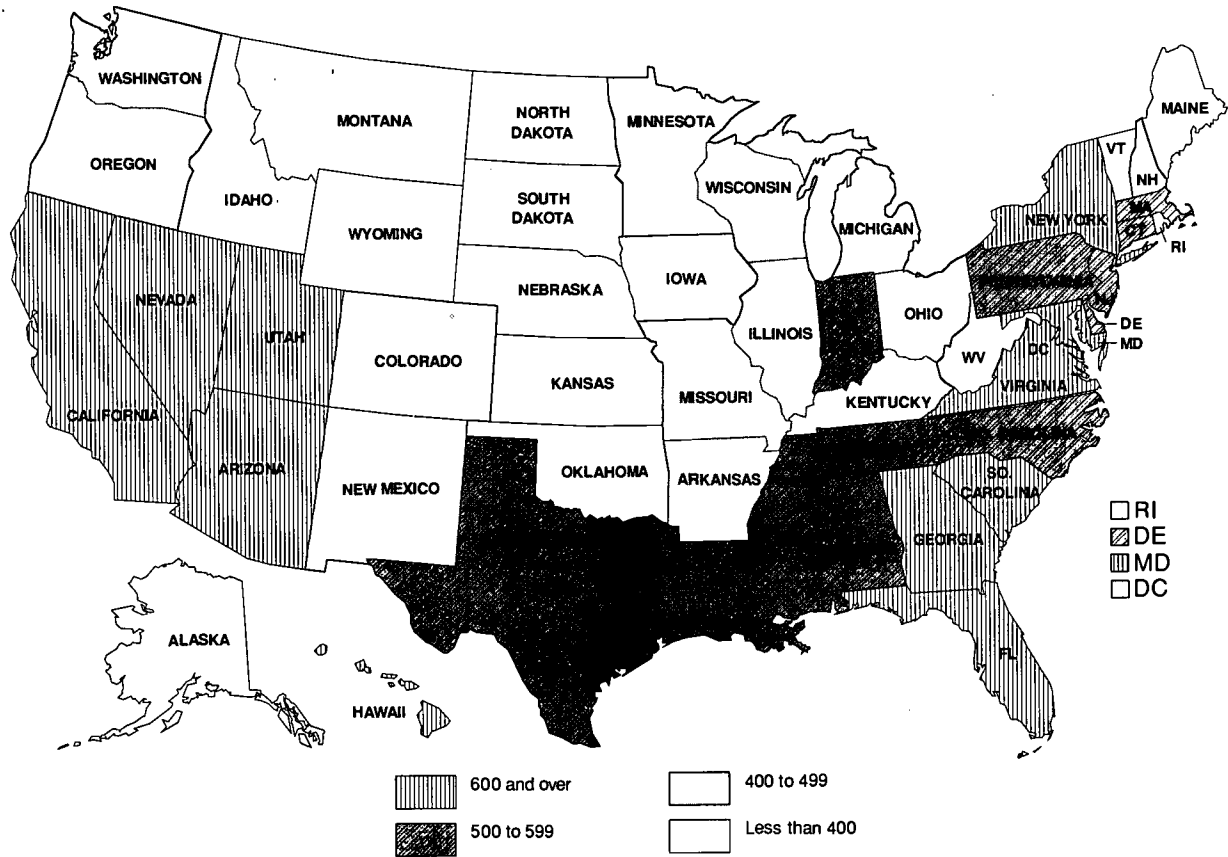 WASHINGTON
MONTANA
NORTH
DAKOTA
MINNESOTA
MAINE
OREGON
IDAHO
SOUTH
DAKOTA
WISCONSIN
VT
NH
WYOMING
MICHIGAN
NEW YORK
MA
CT
RI
IOWA
NEBRASKA
NEVADA
UTAH
COLORADO
ILLINOIS
OHIO
DE
MD
WV
DC
KANSAS
MISSOURI
KENTUCKY
VIRGINIA
CALIFORNIA
ARIZONA
NEW MEXICO
OKLAHOMA
ARKANSAS
SO.
CAROLINA
GEORGIA
RI
DE
MD
DC
ALASKA
HAWAII
FL
600 and over
400 to 499
500 to 599
Less than 400